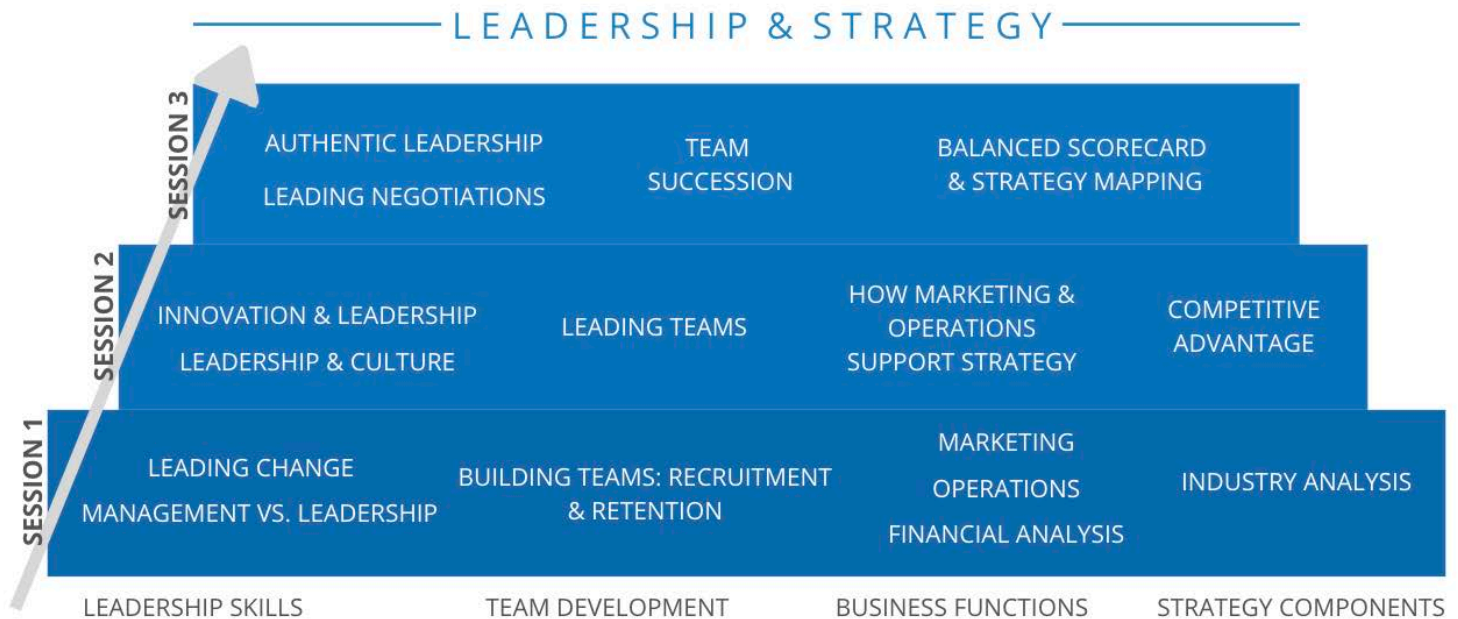 LEADERSHIP & STRATEGY
SESSION 3
AUTHENTIC LEADERSHIP
LEADING NEGOTIATIONS
TEAM
SUCCESSION
BALANCED SCORECARD
& STRATEGY MAPPING
SESSION 2
INNOVATION & LEADERSHIP
LEADERSHIP & CULTURE
LEADING TEAMS
HOW MARKETING &
OPERATIONS
SUPPORT STRATEGY
COMPETITIVE
ADVANTAGE
SESSION 1
LEADING CHANGE
MANAGEMENT VS. LEADERSHIP
BUILDING TEAMS: RECRUITMENT
& RETENTION
MARKETING
OPERATIONS
FINANCIAL ANALYSIS
INDUSTRY ANALYSIS
LEADERSHIP SKILLS
TEAM DEVELOPMENT
BUSINESS FUNCTIONS
STRATEGY COMPONENTS